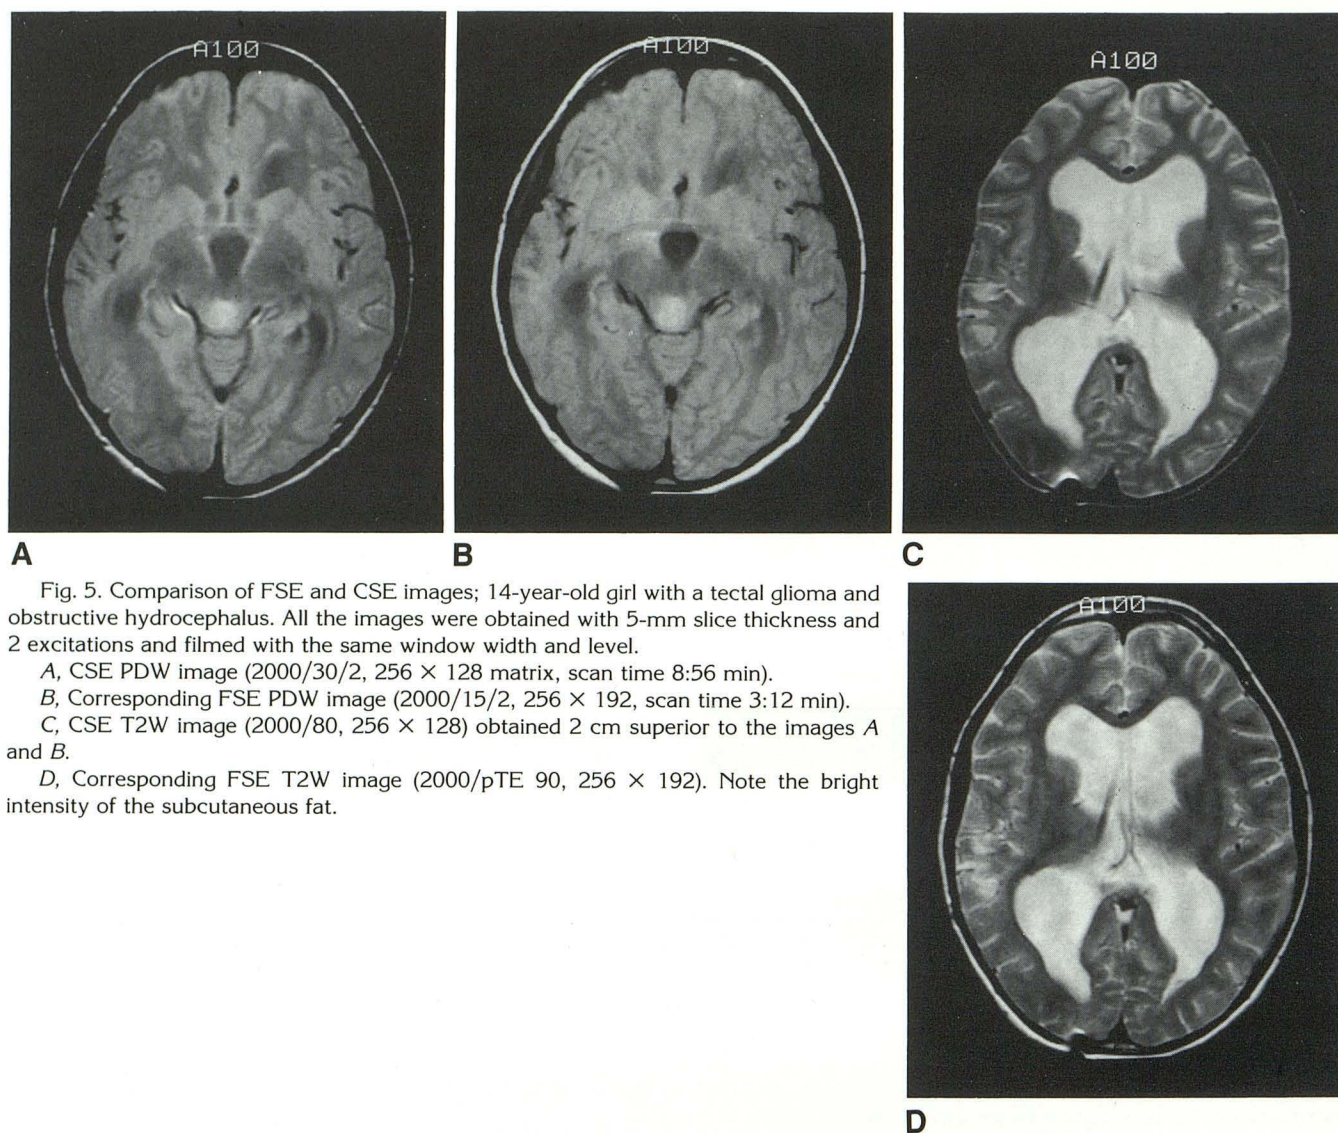 A100
A100
A100
A
B
C
Fig. 5. Comparison of FSE and CSE images; 14-year-old girl with a tectal glioma and
obstructive hydrocephalus. All the images were obtained with 5-mm slice thickness and
2 excitations and filmed with the same window width and level.
A, CSE PDW image (2000/30/2, 256 × 128 matrix, scan time 8:56 min).
B, Corresponding FSE PDW image (2000/15/2, 256 × 192, scan time 3:12 min).
C, CSE T2W image (2000/80, 256 × 128) obtained 2 cm superior to the images A
and B.
D, Corresponding FSE T2W image (2000/pTE 90, 256 × 192). Note the bright
intensity of the subcutaneous fat.
A100
D